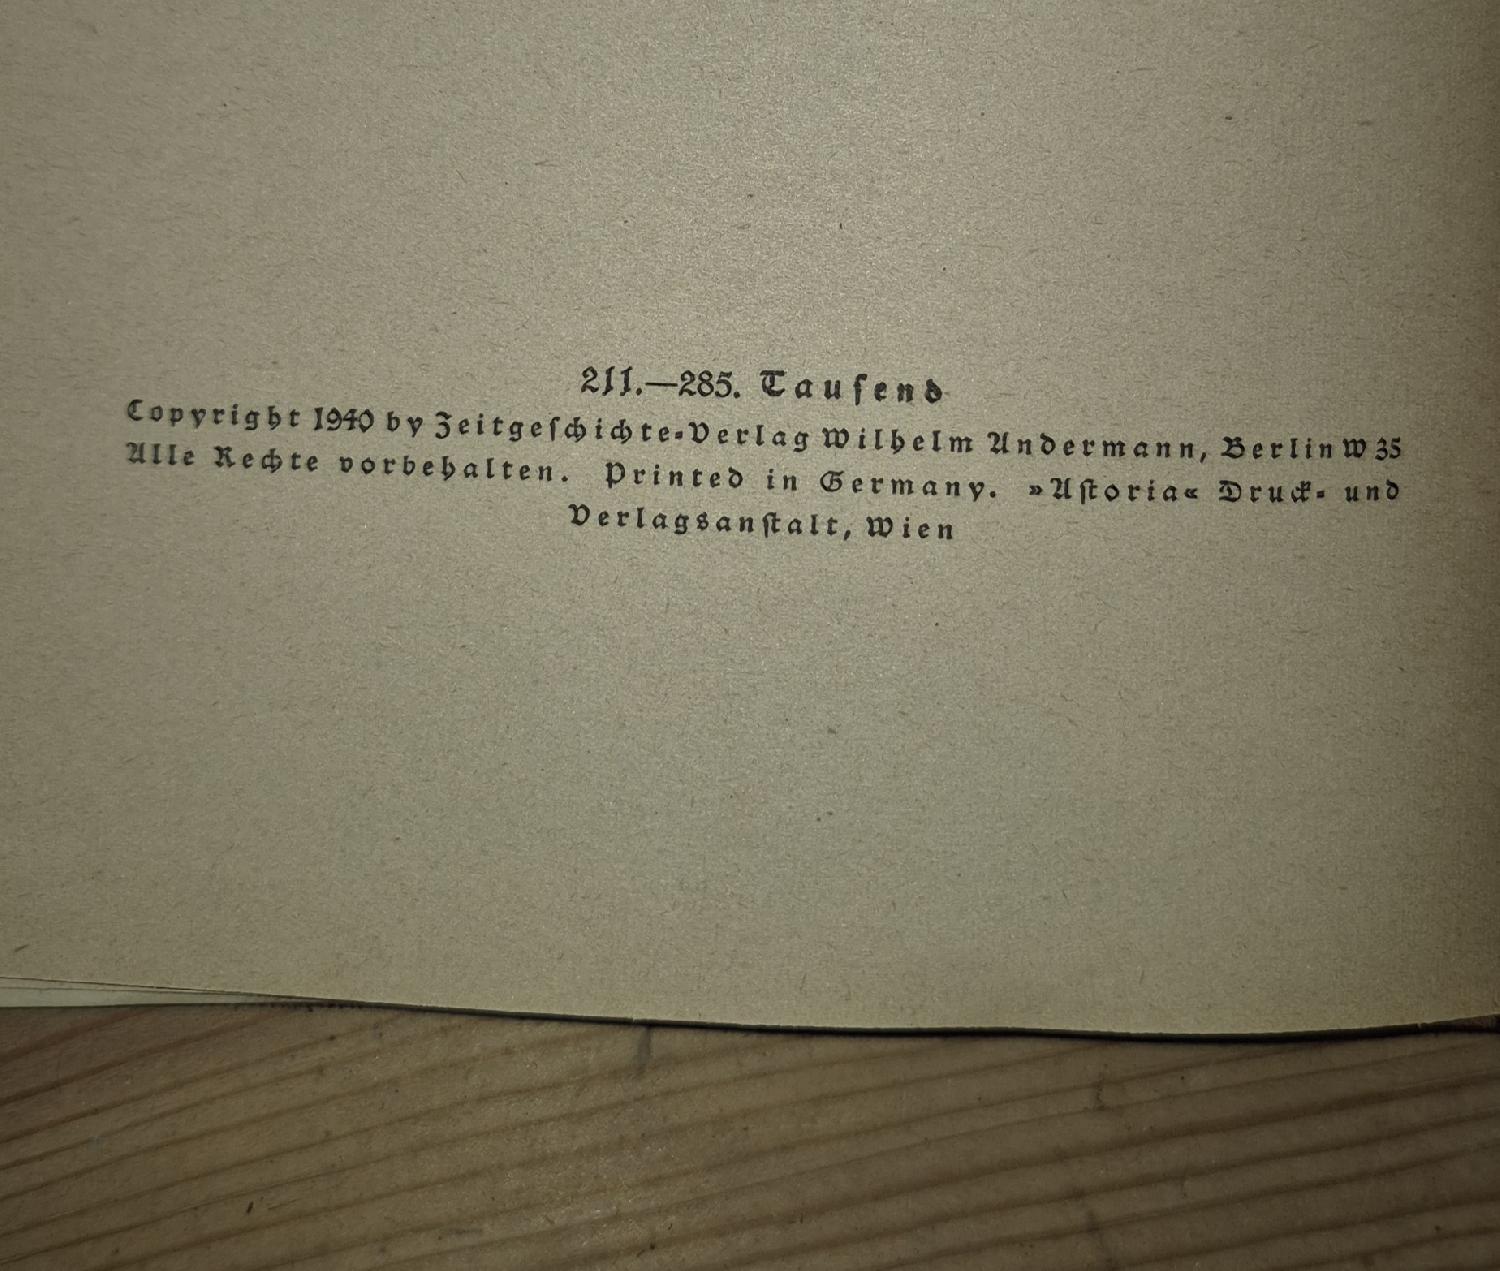 211.—285. Tauſend
Copyright 1940 by Zeitgeſchichte-Verlag Wilhelm Andermann, Berlin W 35
Alle Rechte vorbehalten. Printed in Germany. »Aſtoria« Druck- und
Verlagsanſtalt, Wien